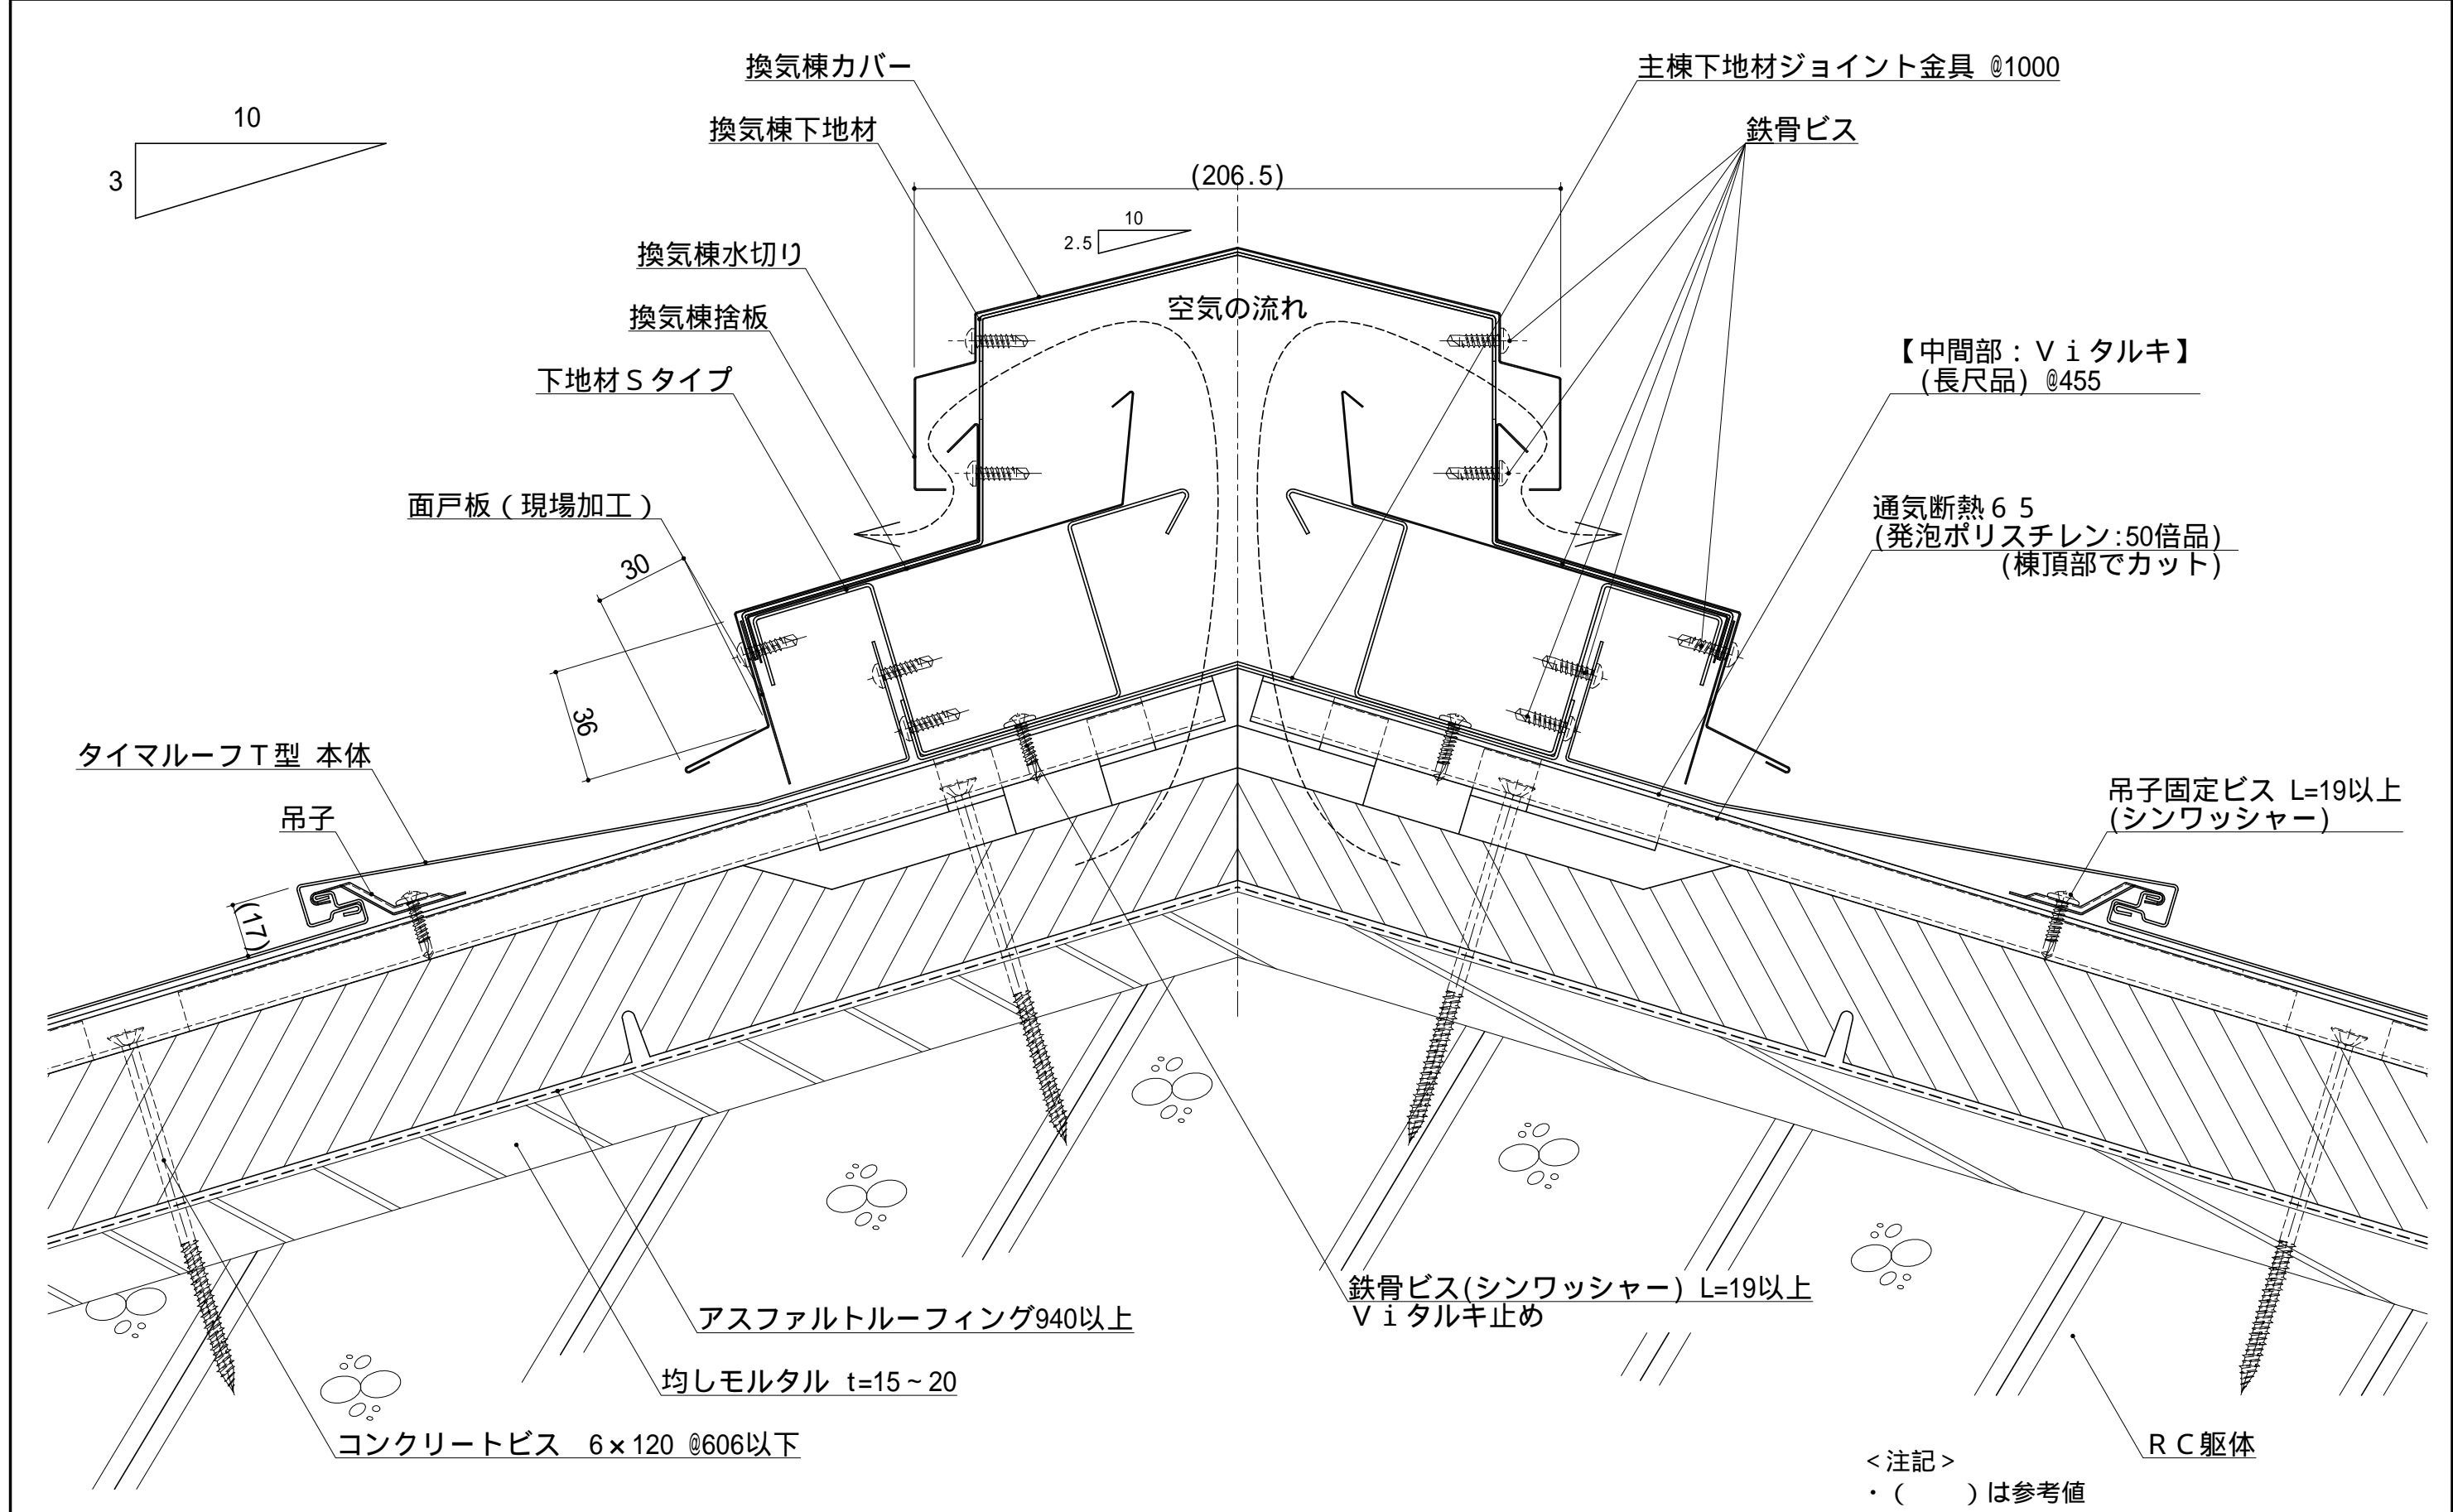 換気棟カバー
主棟下地材ジョイント金具 @1000
10
換気棟下地材
鉄骨ビス
3
(206.5)
10
2.5
換気棟水切り
空気の流れ
換気棟捨板
【中間部：Ｖｉタルキ】
(長尺品) @455
下地材Ｓタイプ
面戸板（現場加工）
通気断熱６５
(発泡ポリスチレン:50倍品)
(棟頂部でカット)
30
36
タイマルーフＴ型 本体
吊子
吊子固定ビス L=19以上
(シンワッシャー)
(17)
鉄骨ビス(シンワッシャー) L=19以上
Ｖｉタルキ止め
アスファルトルーフィング940以上
均しモルタル t=15～20
コンクリートビス　6×120 @606以下
ＲＣ躯体
<注記>
・（　　）は参考値